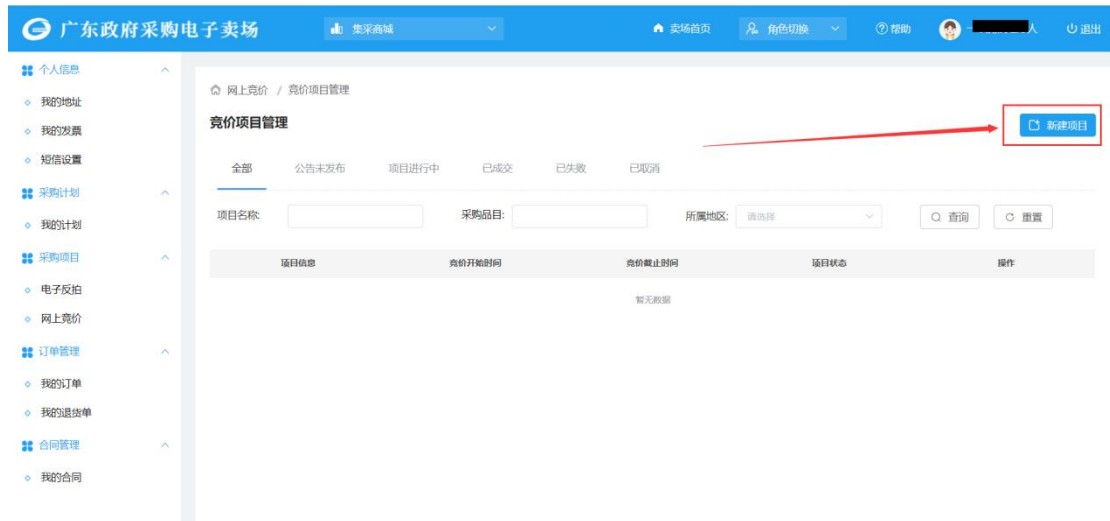 广东政府采购电子卖场 集采商城 卖场首页 角色切换 帮助 人 退出
个人信息
我的地址
我的发票
短信设置
采购计划
我的计划
采购项目
电子反拍
网上竞价
订单管理
我的订单
我的退货单
合同管理
我的合同
网上竞价 / 竞价项目管理
竞价项目管理 新建项目
全部 公告未发布 项目进行中 已成交 已失败 已取消
项目名称: 采购品目: 所属地区: 请选择 查询 重置
项目信息 竞价开始时间 竞价截止时间 项目状态 操作
暂无数据